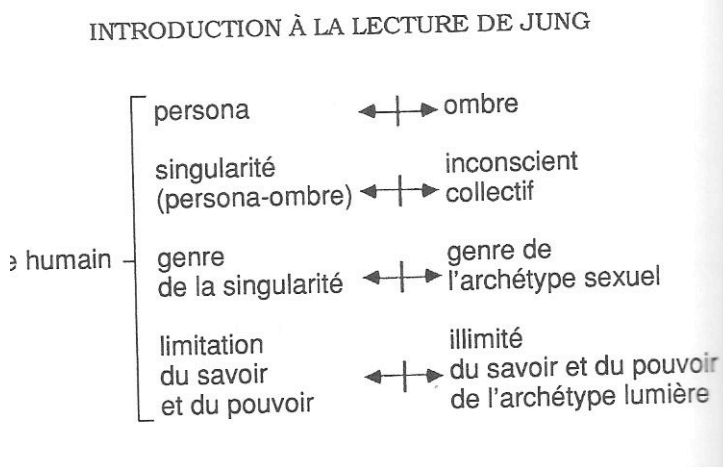 INTRODUCTION À LA LECTURE DE JUNG
persona ombre
singularité inconscient
(persona-ombre) collectif
e humain
genre genre de
de la singularité l'archétype sexuel
limitation illimité
du savoir du savoir et du pouvoir
et du pouvoir de l'archétype lumière